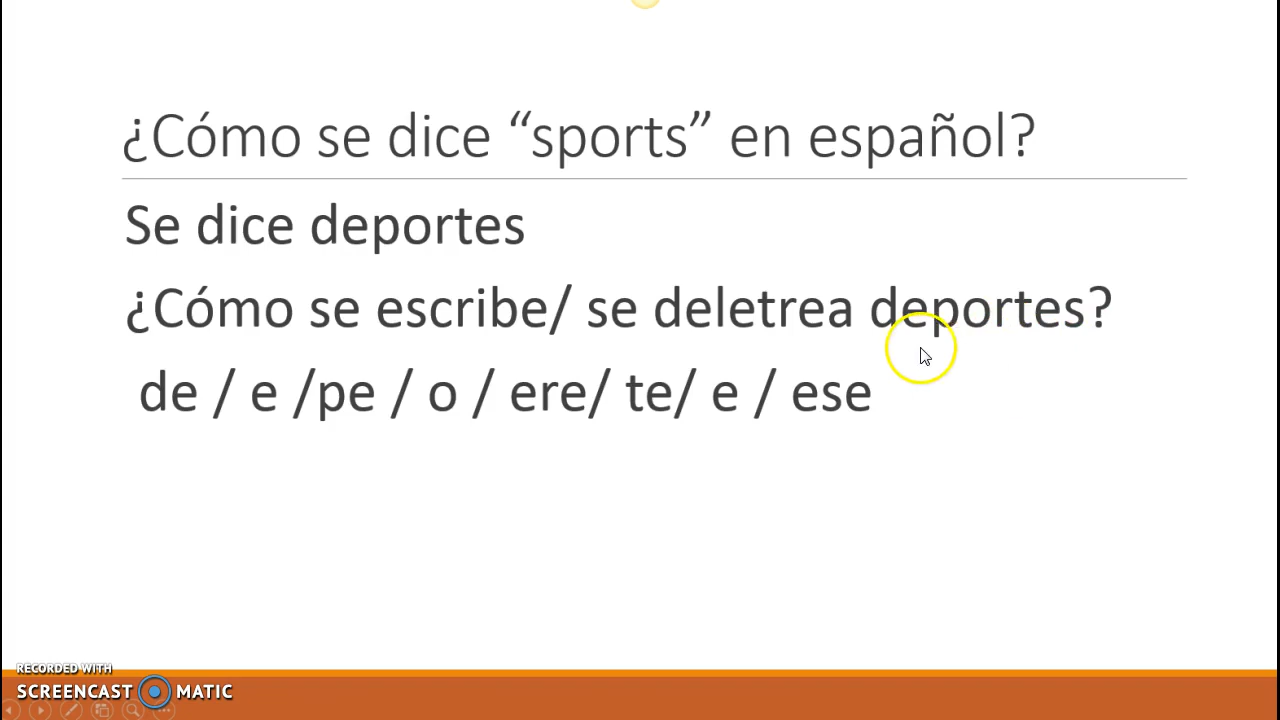 ¿Cómo se dice “sports” en español?
Se dice deportes
¿Cómo se escribe/ se deletrea deportes?
de / e /pe / o / ere/ te/ e / ese
RECORDED WITH
SCREENCAST MATIC